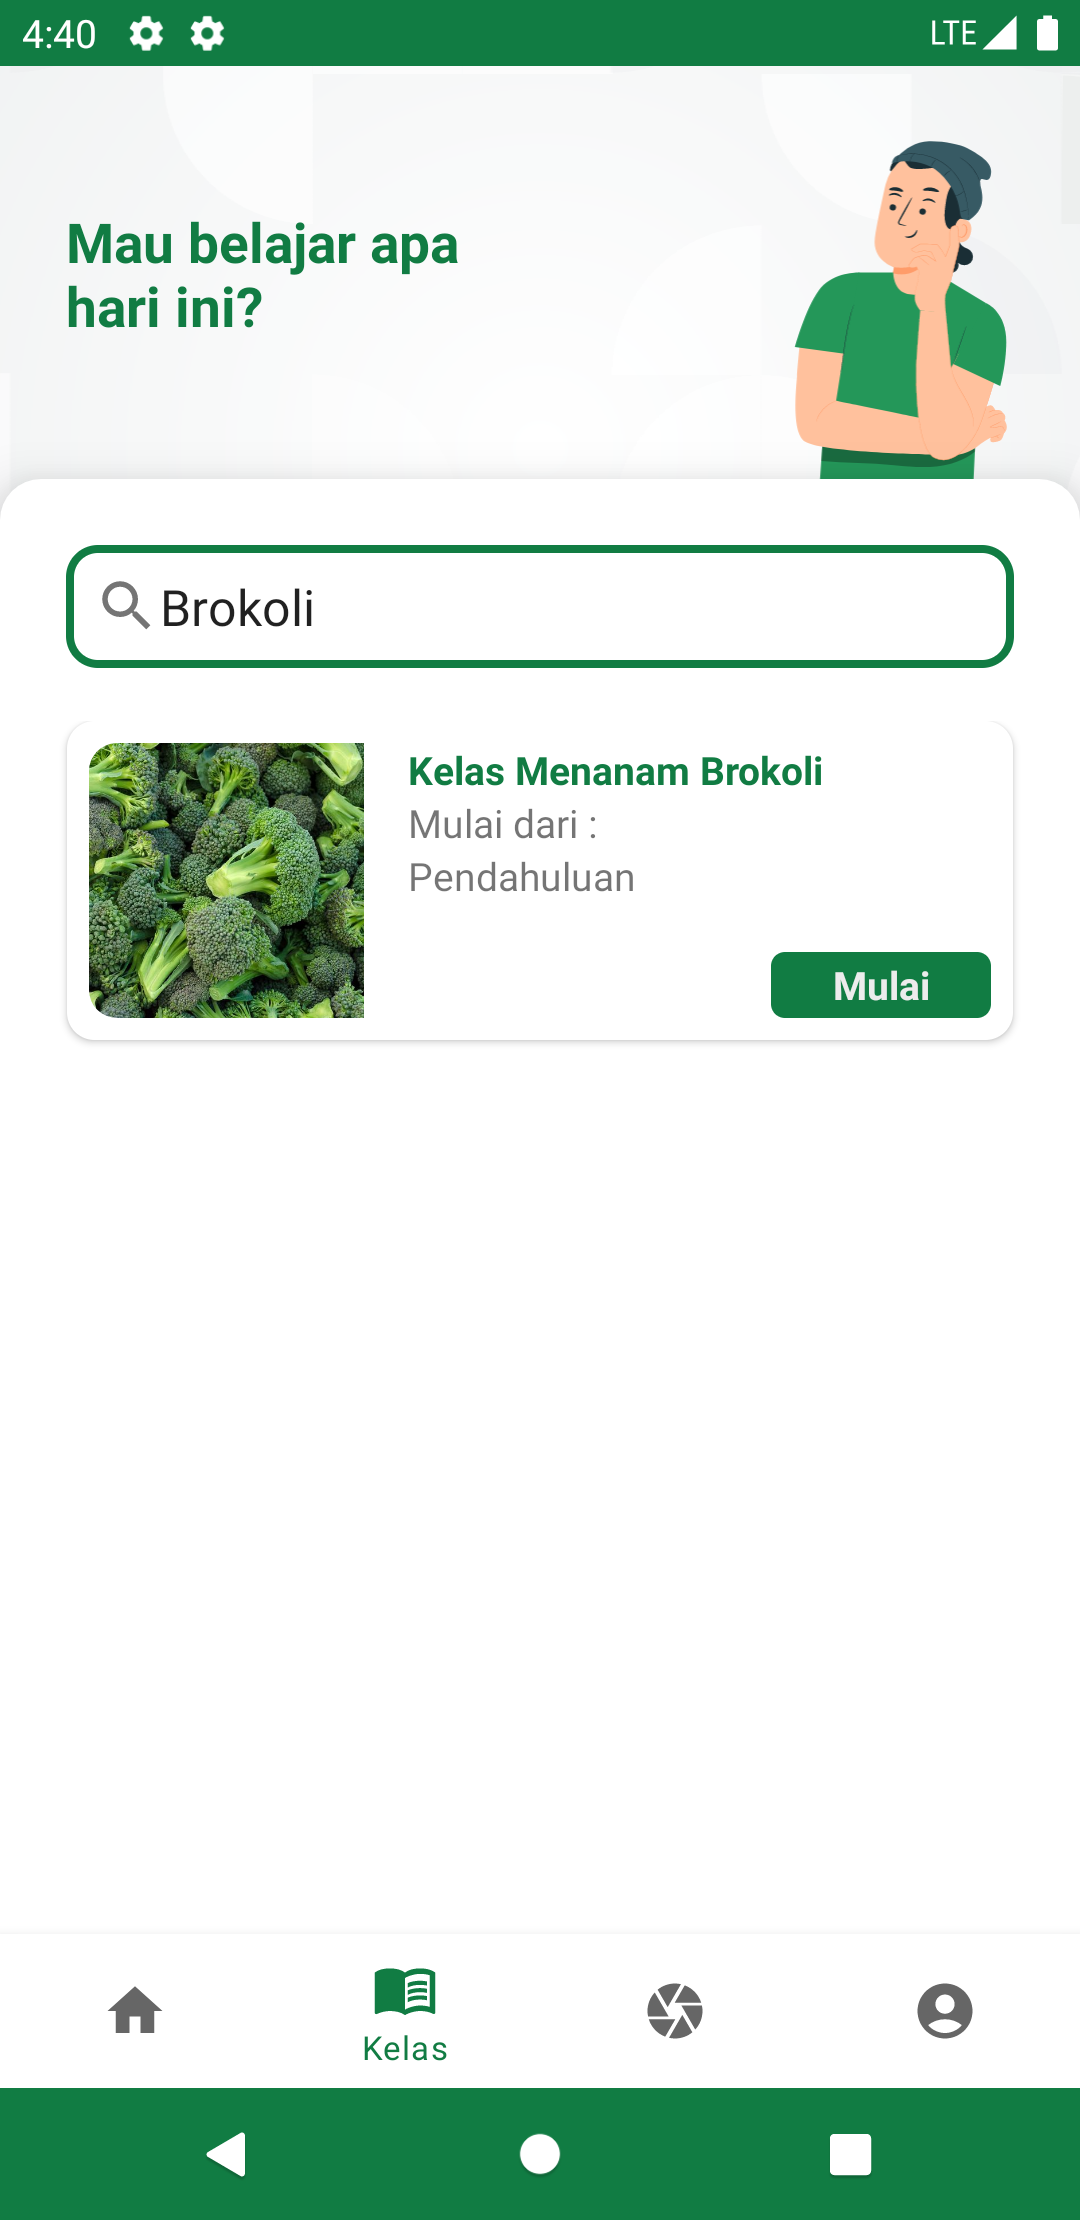 4:40
LTE
Mau belajar apa
hari ini?
Brokoli
Kelas Menanam Brokoli
Mulai dari :
Pendahuluan
Mulai
Kelas